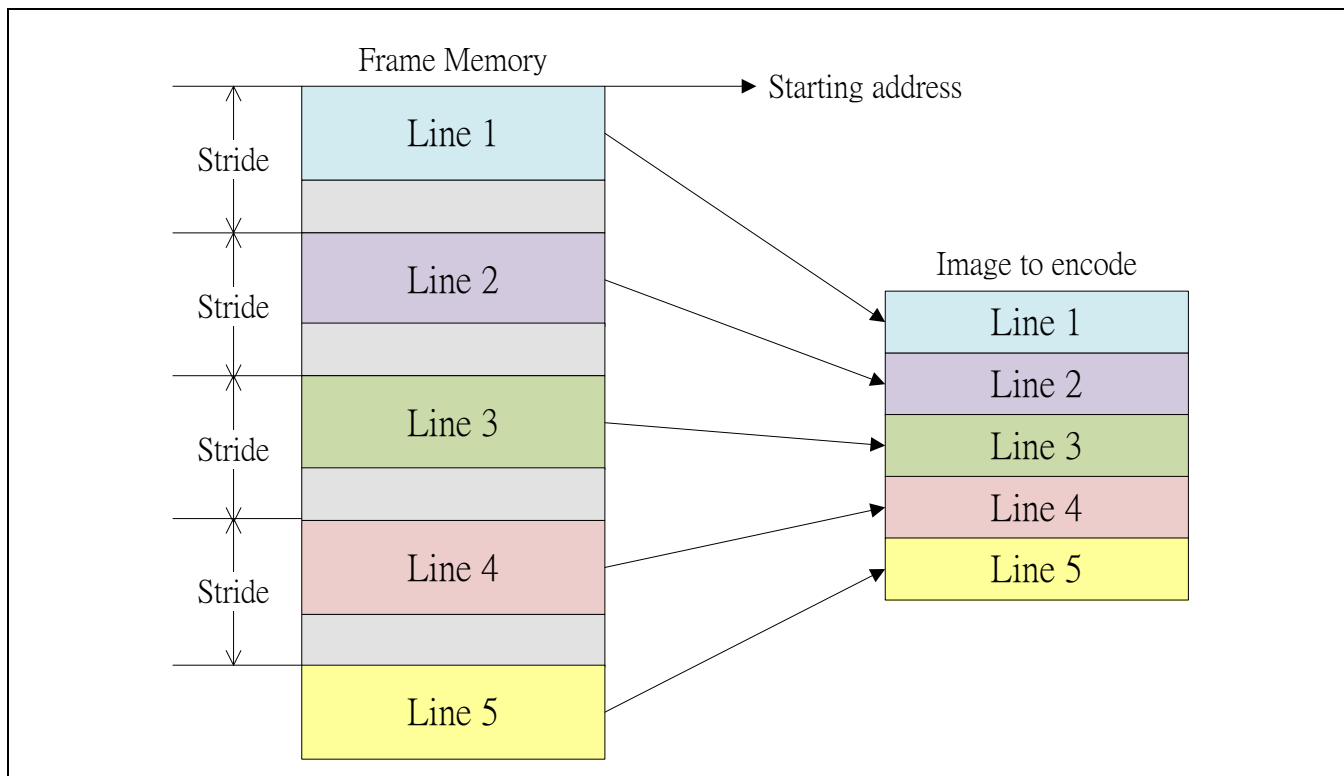 Frame Memory
Starting address
Line 1
Stride
Line 2
Stride
Line 3
Stride
Line 4
Stride
Line 5
Image to encode
Line 1
Line 2
Line 3
Line 4
Line 5